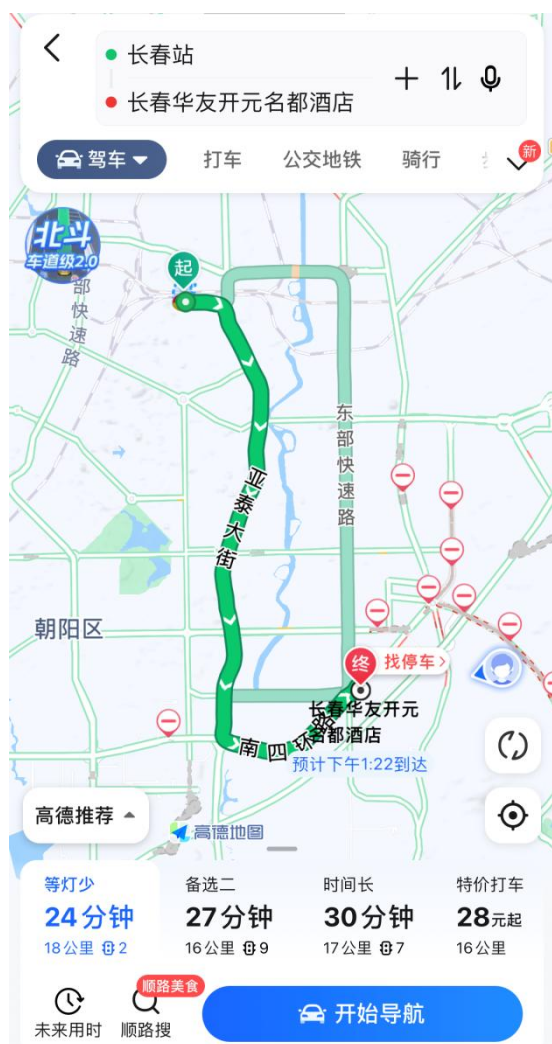 长春站
长春华友开元名都酒店
驾车
打车
公交地铁
骑行
新
北斗
车道级2.0
部快速路
起
东部快速路
亚泰大街
朝阳区
终
找停车
长春华友开元
名都酒店
南四环路
预计下午1:22到达
高德推荐
高德地图
等灯少
备选二
时间长
特价打车
24分钟
27分钟
30分钟
28元起
18公里 2
16公里 9
17公里 7
16公里
顺路美食
未来用时
顺路搜
开始导航